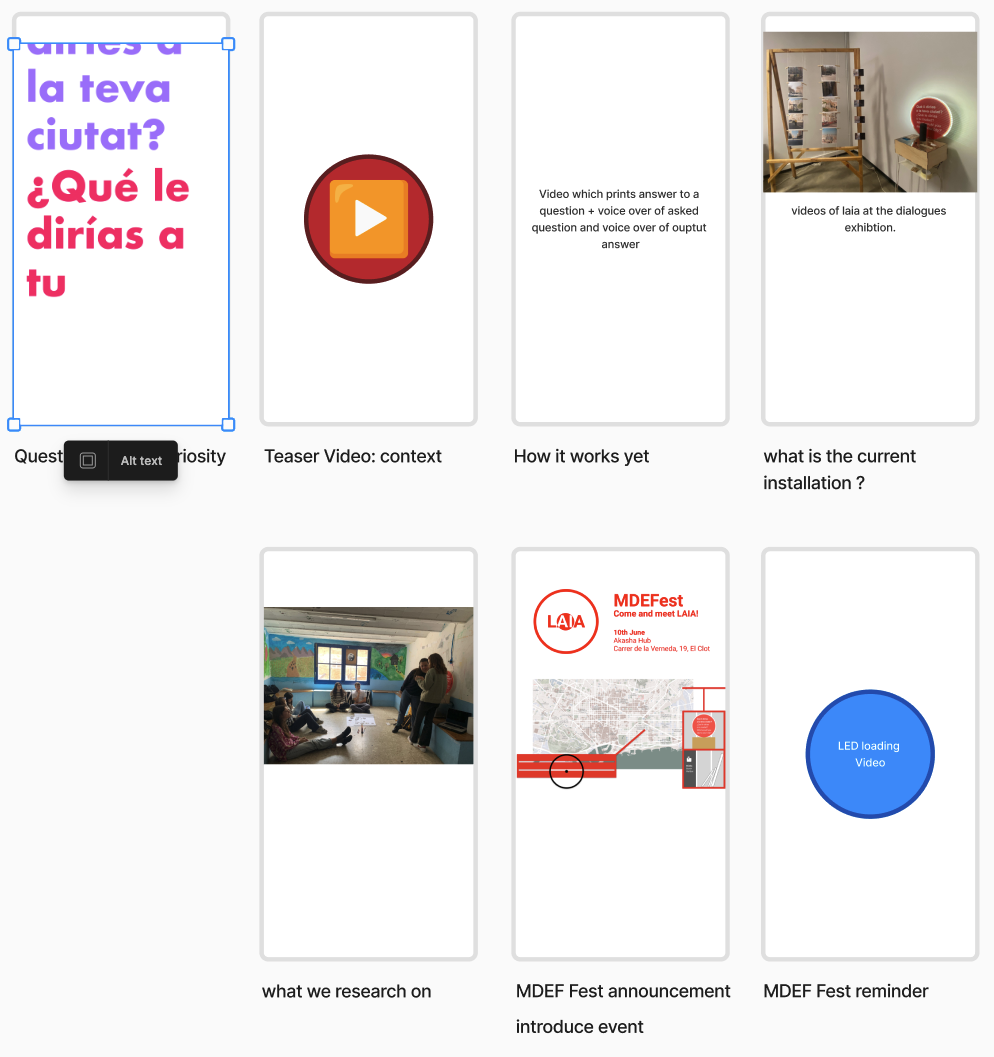 dirles a
la teva
ciutat?
¿Qué le
dirías a
tu
Video which prints answer to a
question + voice over of asked
question and voice over of ouptut
answer
videos of laia at the dialogues
exhibtion.
Quest
riosity
Alt text
Teaser Video: context
How it works yet
what is the current
installation ?
LAIA
MDEFest
Come and meet LAIA!
10th June
Akasha Hub
Carrer de la Verneda, 19, El Clot
LED loading
Video
what we research on
MDEF Fest announcement
introduce event
MDEF Fest reminder